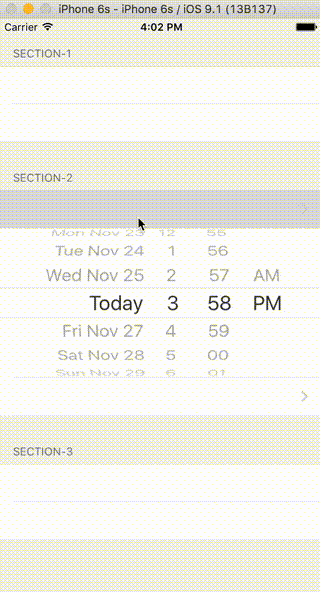 iPhone 6s - iPhone 6s / iOS 9.1 (13B137)
Carrier 4:02 PM
SECTION-1
SECTION-2
Mon Nov 23 12 55
Tue Nov 24 1 56
Wed Nov 25 2 57 AM
Today 3 58 PM
Fri Nov 27 4 59
Sat Nov 28 5 00
Sun Nov 29 6 01
SECTION-3